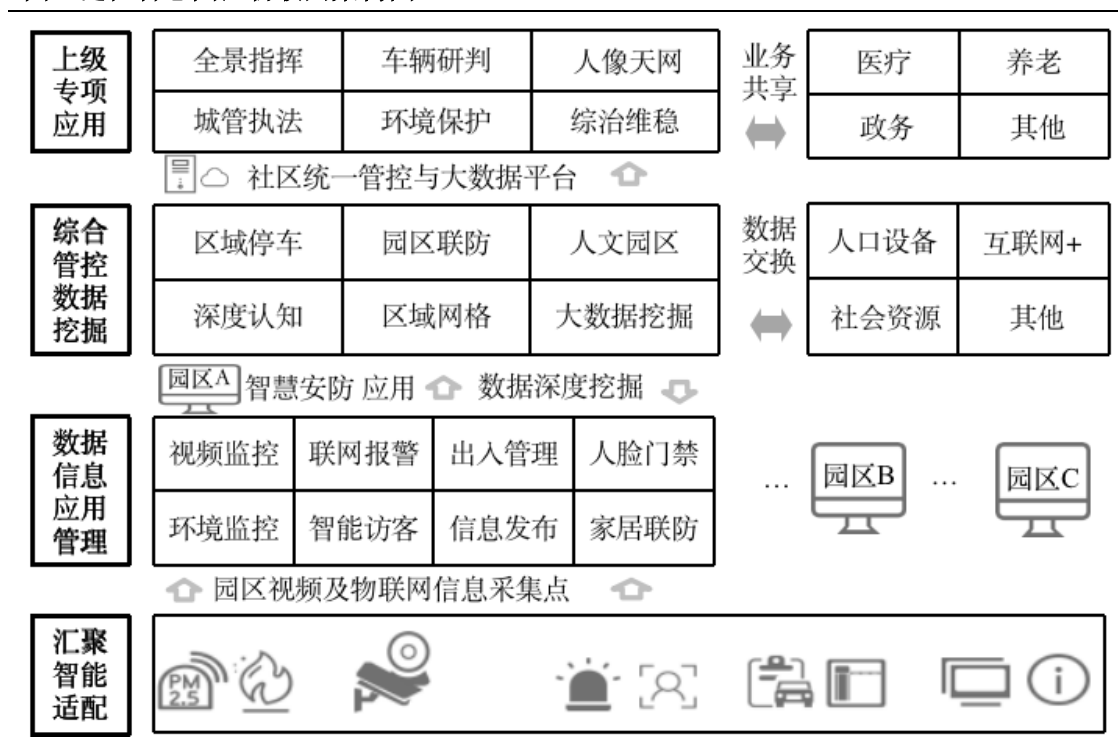 上级
专项
应用
全景指挥 车辆研判 人像天网
城管执法 环境保护 综治维稳
业务
共享
医疗 养老
政务 其他
社区统一管控与大数据平台
综合
管控
数据
挖掘
区域停车 园区联防 人文园区
深度认知 区域网格 大数据挖掘
数据
交换
人口设备 互联网+
社会资源 其他
园区A 智慧安防 应用 数据深度挖掘
数据
信息
应用
管理
视频监控 联网报警 出入管理 人脸门禁
环境监控 智能访客 信息发布 家居联防
… 园区B … 园区C
园区视频及物联网信息采集点
汇聚
智能
适配
PM
2.5